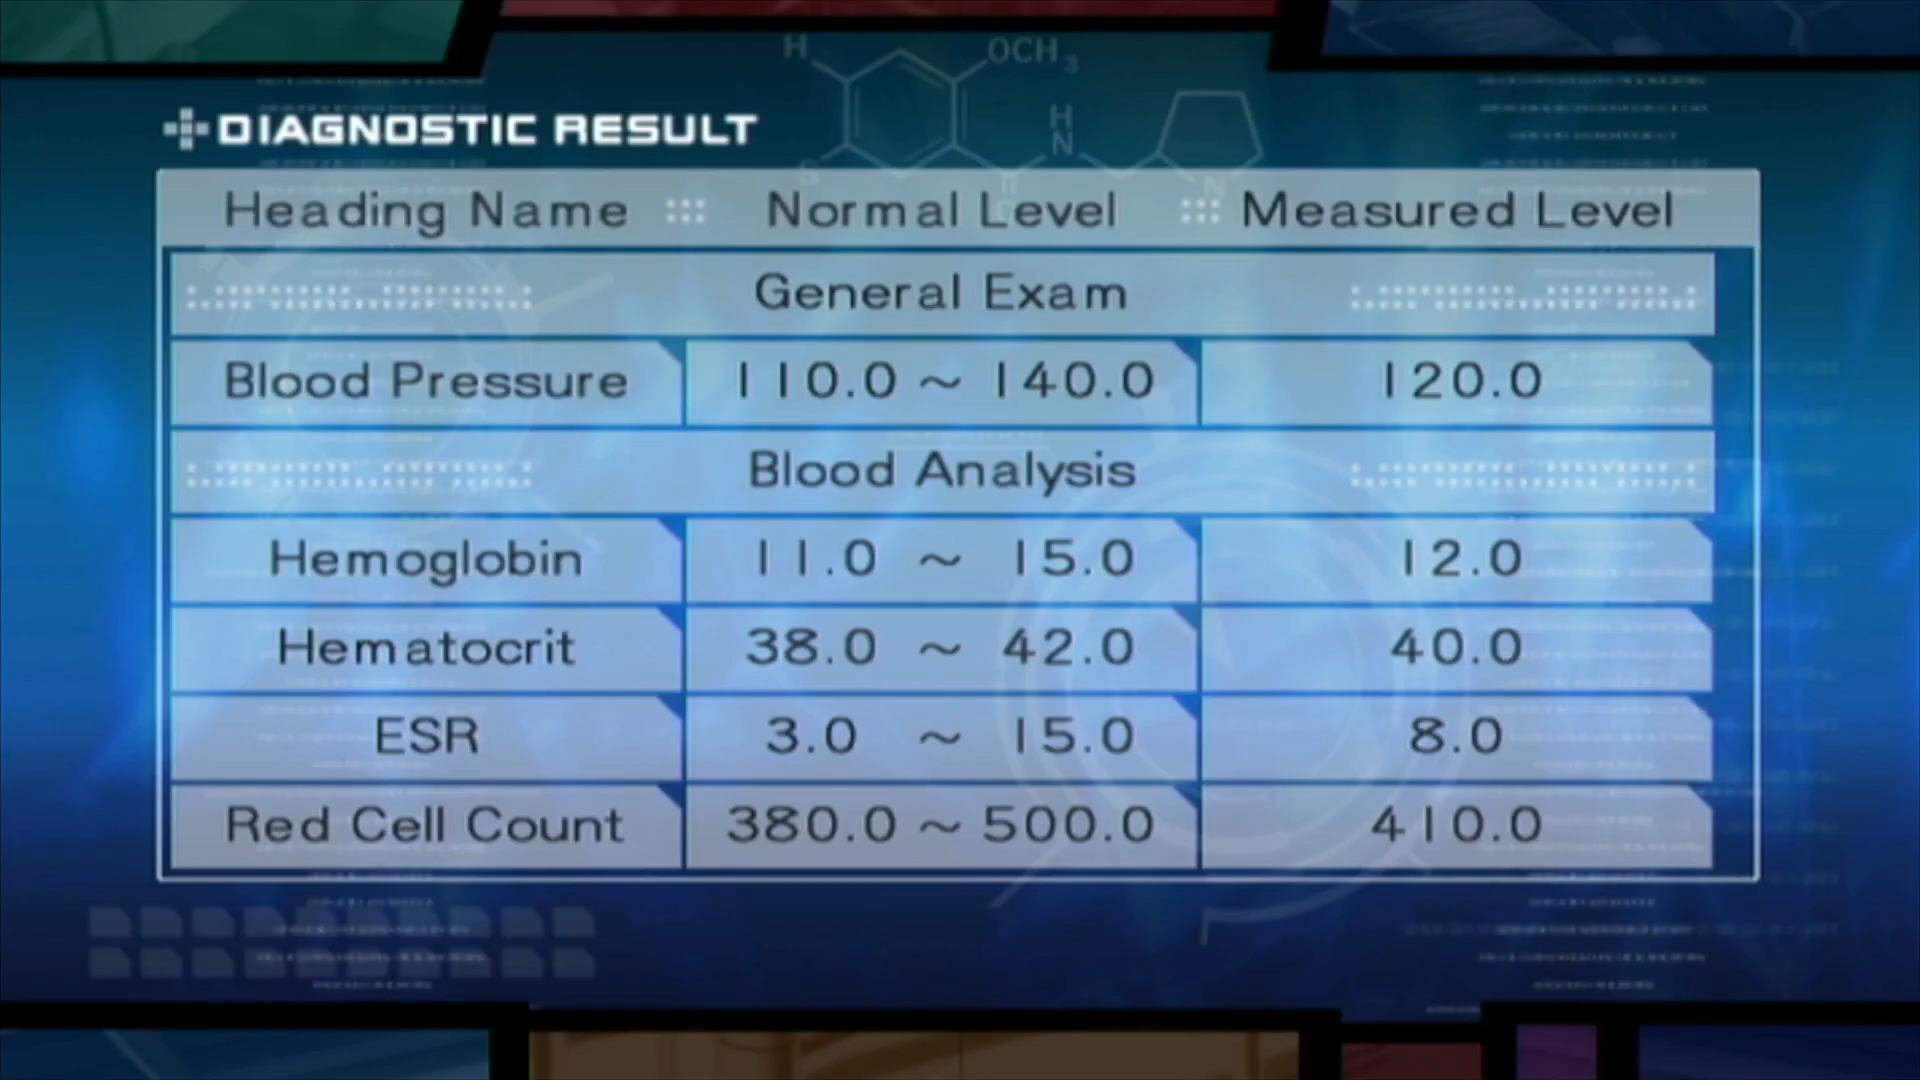 H
OCH3
H
N
S
N
DIAGNOSTIC RESULT
Heading Name Normal Level Measured Level
General Exam
Blood Pressure 110.0 ~ 140.0 120.0
Blood Analysis
Hemoglobin 11.0 ~ 15.0 12.0
Hematocrit 38.0 ~ 42.0 40.0
ESR 3.0 ~ 15.0 8.0
Red Cell Count 380.0 ~ 500.0 410.0